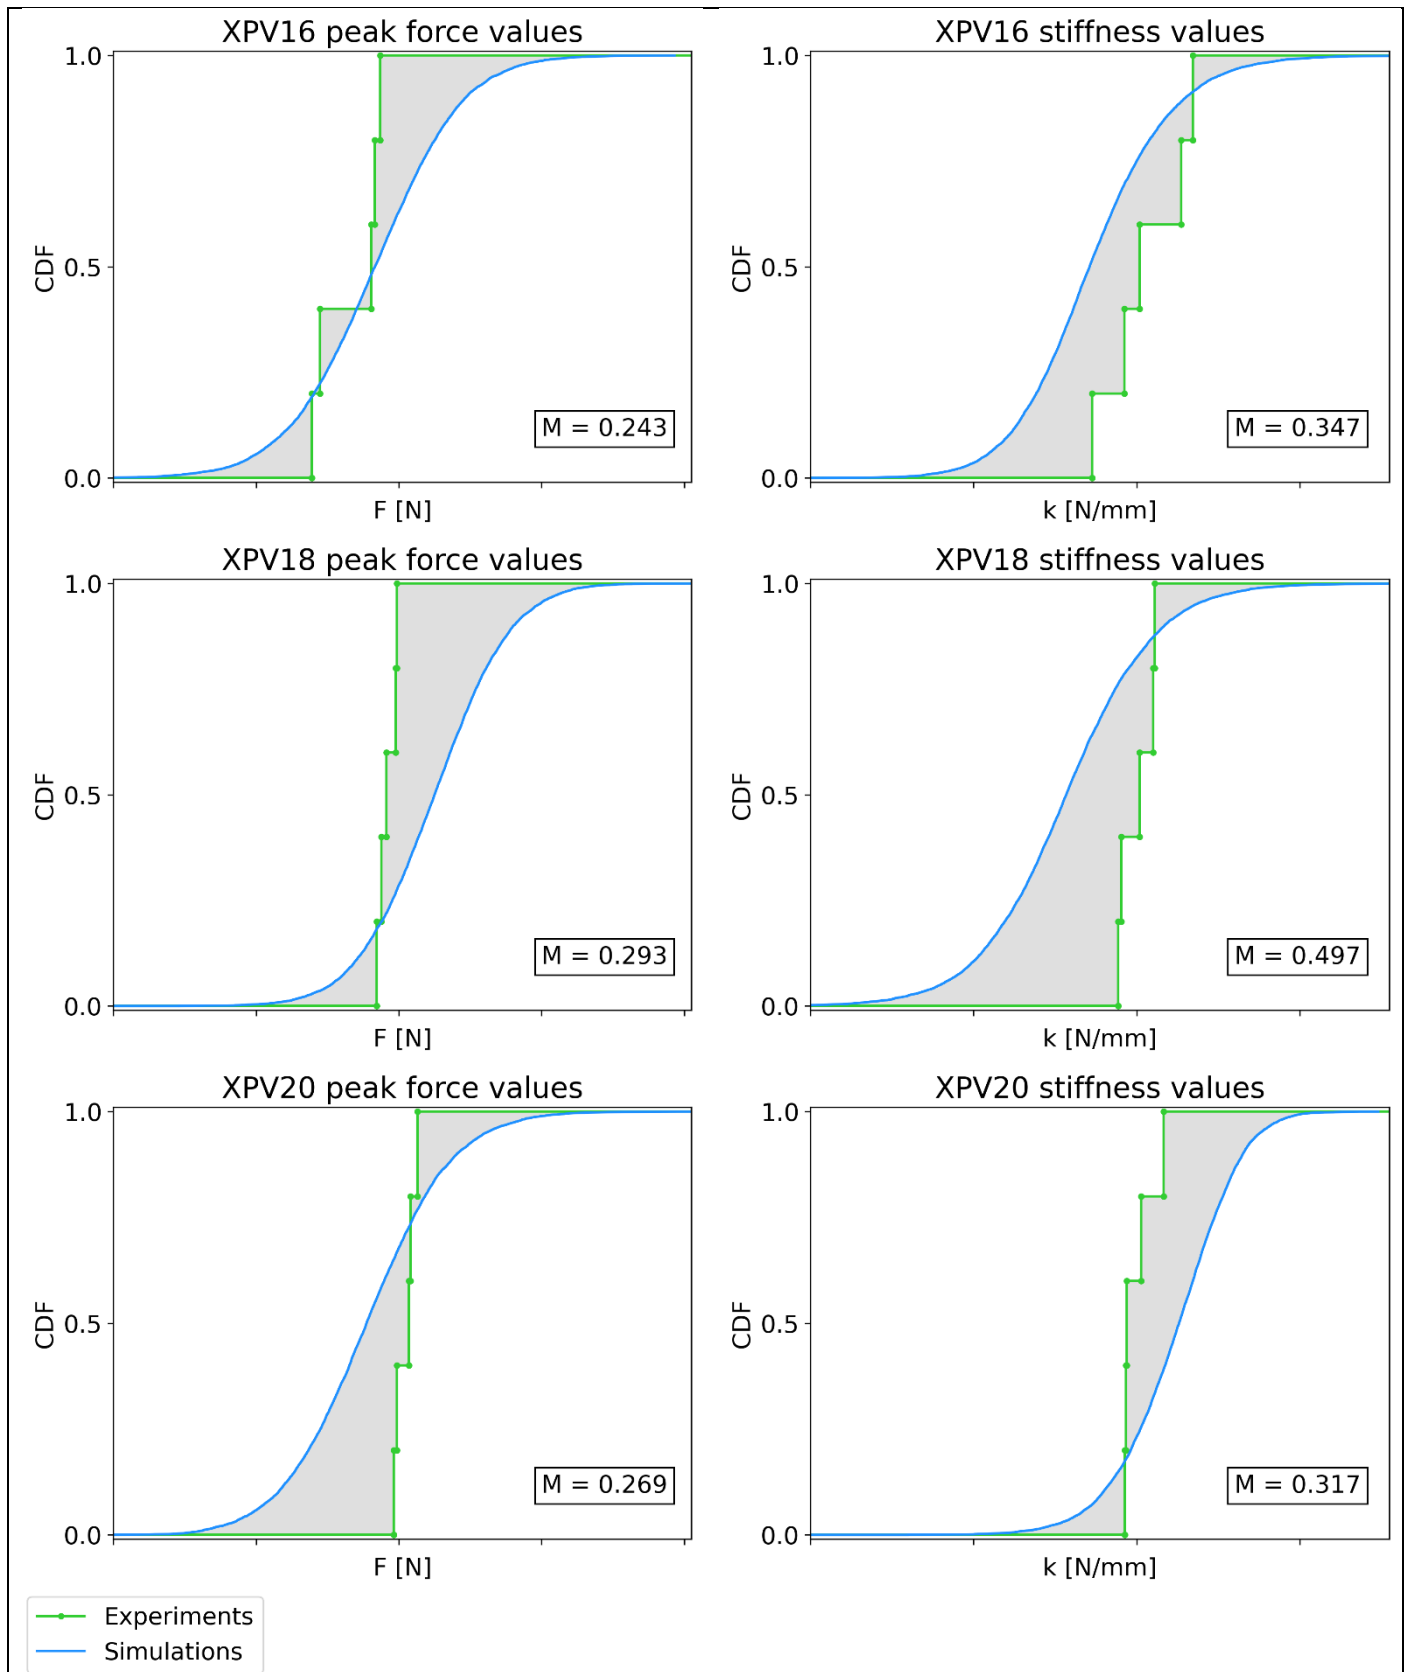 XPV16 peak force values
1.0
CDF 0.5
M = 0.243
0.0
F [N]
XPV16 stiffness values
1.0
CDF 0.5
M = 0.347
0.0
k [N/mm]
XPV18 peak force values
1.0
CDF 0.5
M = 0.293
0.0
F [N]
XPV18 stiffness values
1.0
CDF 0.5
M = 0.497
0.0
k [N/mm]
XPV20 peak force values
1.0
CDF 0.5
M = 0.269
0.0
F [N]
XPV20 stiffness values
1.0
CDF 0.5
M = 0.317
0.0
k [N/mm]
Experiments
Simulations